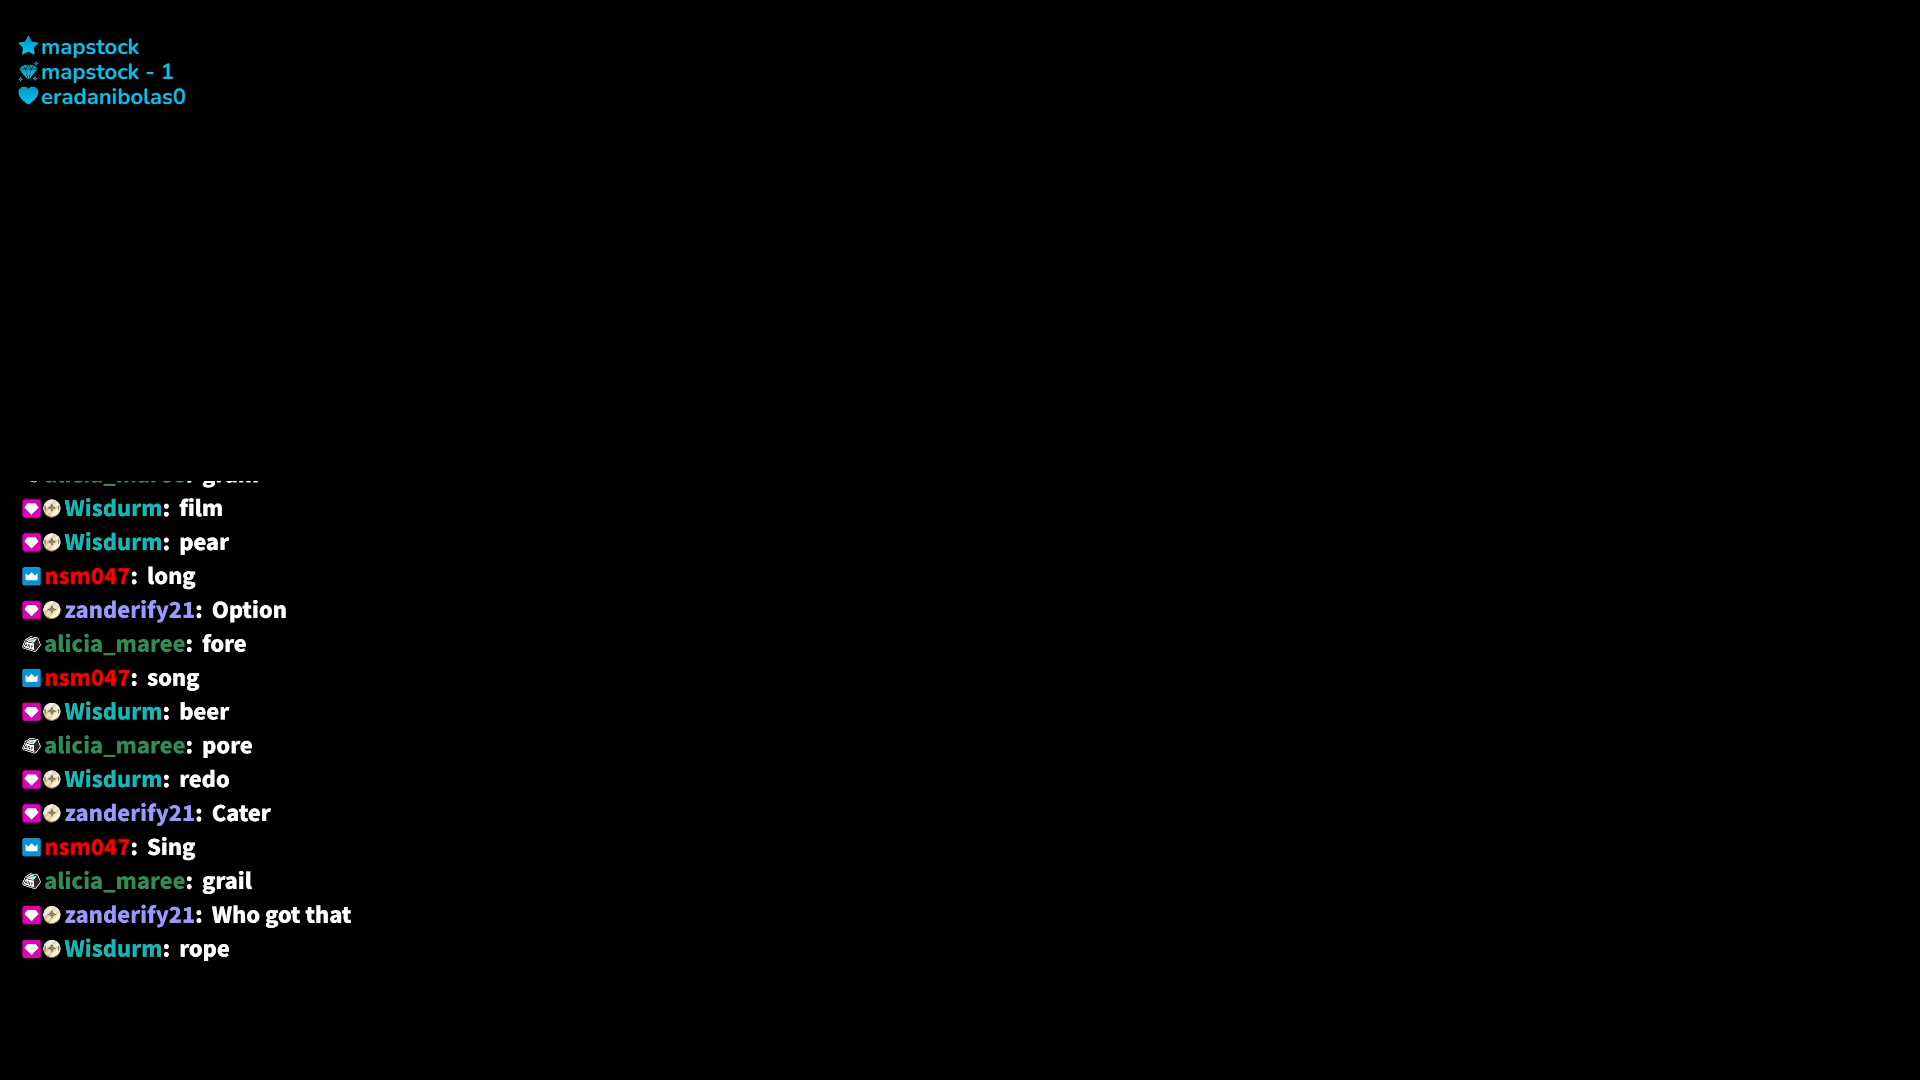 mapstock
mapstock - 1
eradanibolas0
Wisdurm: film
Wisdurm: pear
nsm047: long
zanderify21: Option
alicia_maree: fore
nsm047: song
Wisdurm: beer
alicia_maree: pore
Wisdurm: redo
zanderify21: Cater
nsm047: Sing
alicia_maree: grail
zanderify21: Who got that
Wisdurm: rope